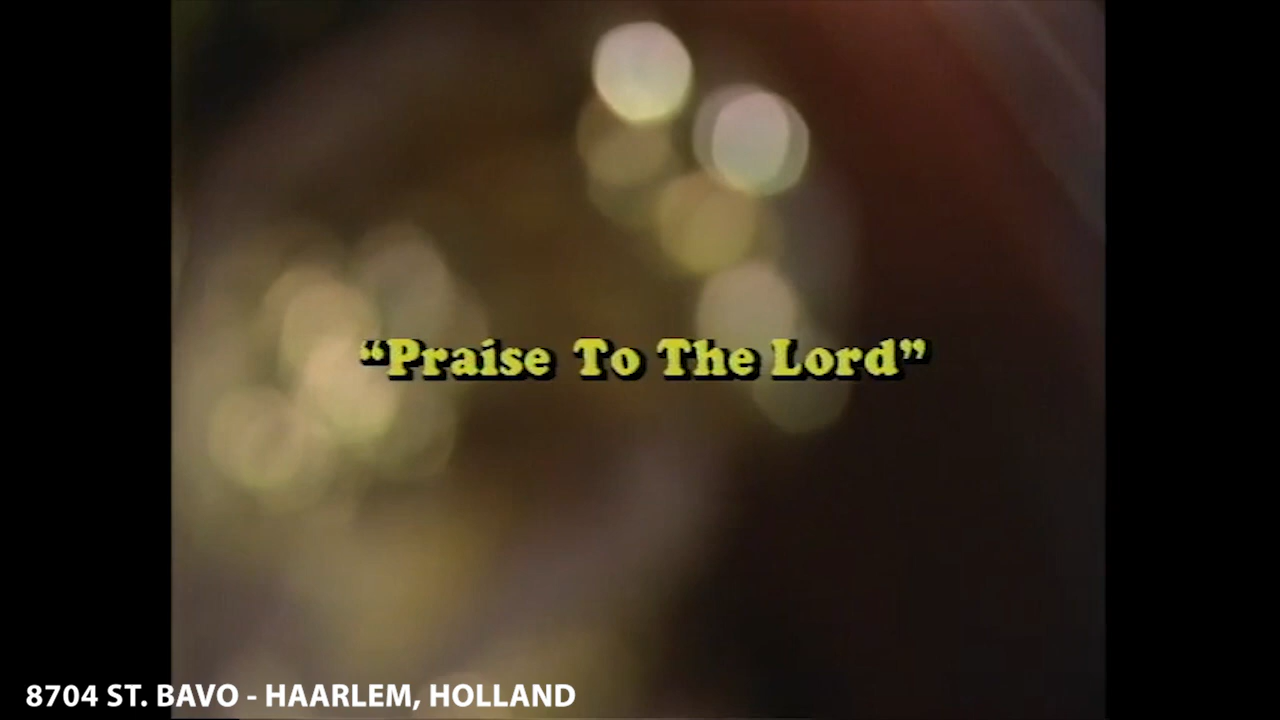 “Praise To The Lord”
8704 ST. BAVO - HAARLEM, HOLLAND